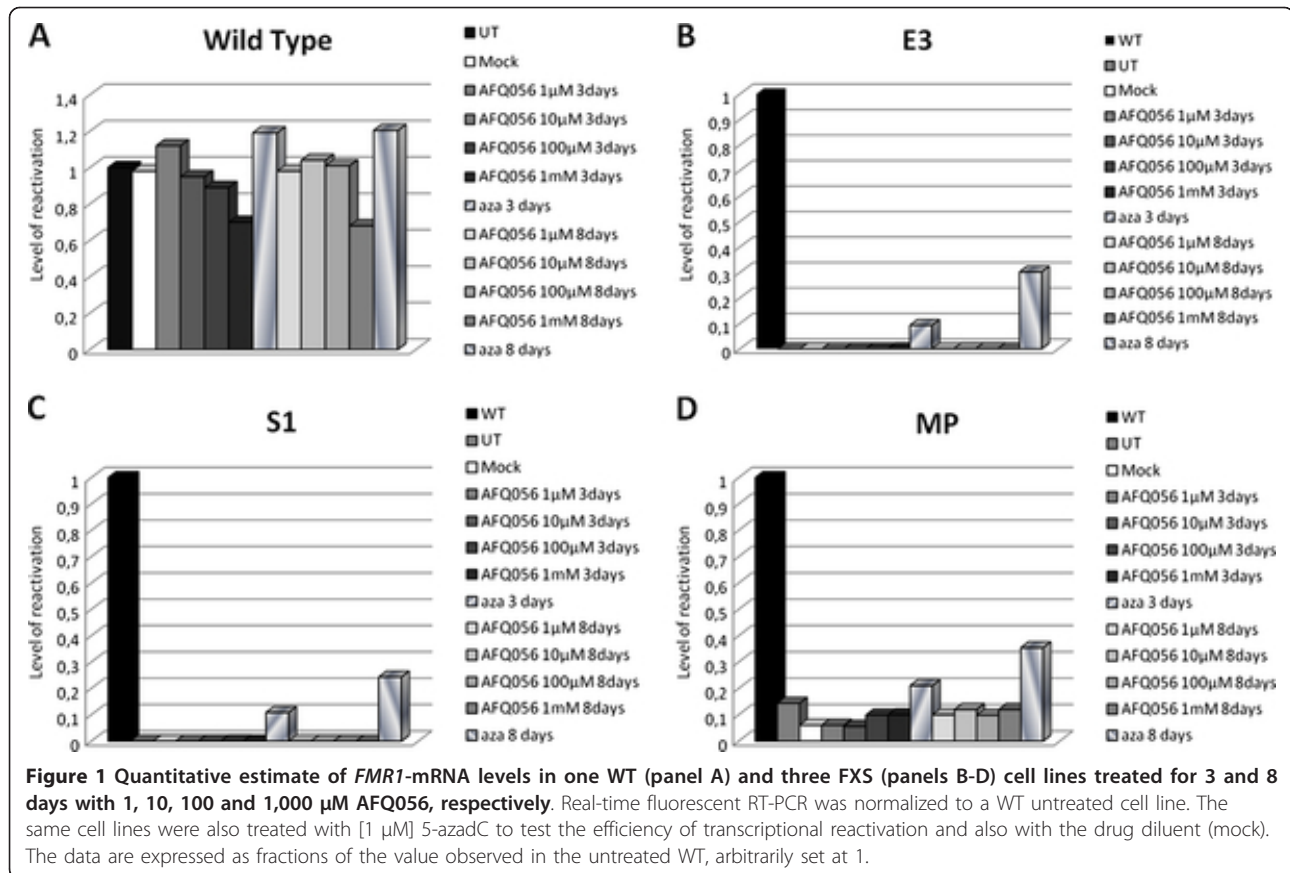 A
Wild Type
Level of reactivation
1,4
1,2
1
0,8
0,6
0,4
0,2
0
UT
Mock
AFQ056 1µM 3days
AFQ056 10µM 3days
AFQ056 100µM 3days
AFQ056 1mM 3days
aza 3 days
AFQ056 1µM 8days
AFQ056 10µM 8days
AFQ056 100µM 8days
AFQ056 1mM 8days
aza 8 days
B
E3
Level of reactivation
1
0,9
0,8
0,7
0,6
0,5
0,4
0,3
0,2
0,1
0
WT
UT
Mock
AFQ056 1µM 3days
AFQ056 10µM 3days
AFQ056 100µM 3days
AFQ056 1mM 3days
aza 3 days
AFQ056 1µM 8days
AFQ056 10µM 8days
AFQ056 100µM 8days
AFQ056 1mM 8days
aza 8 days
C
S1
Level of reactivation
1
0,9
0,8
0,7
0,6
0,5
0,4
0,3
0,2
0,1
0
WT
UT
Mock
AFQ056 1µM 3days
AFQ056 10µM 3days
AFQ056 100µM 3days
AFQ056 1mM 3days
aza 3 days
AFQ056 1µM 8days
AFQ056 10µM 8days
AFQ056 100µM 8days
AFQ056 1mM 8days
aza 8 days
D
MP
Level of reactivation
1
0,9
0,8
0,7
0,6
0,5
0,4
0,3
0,2
0,1
0
WT
UT
Mock
AFQ056 1µM 3days
AFQ056 10µM 3days
AFQ056 100µM 3days
AFQ056 1mM 3days
aza 3 days
AFQ056 1µM 8days
AFQ056 10µM 8days
AFQ056 100µM 8days
AFQ056 1mM 8days
aza 8 days
Figure 1 Quantitative estimate of FMR1-mRNA levels in one WT (panel A) and three FXS (panels B-D) cell lines treated for 3 and 8
days with 1, 10, 100 and 1,000 µM AFQ056, respectively. Real-time fluorescent RT-PCR was normalized to a WT untreated cell line. The
same cell lines were also treated with [1 µM] 5-azadC to test the efficiency of transcriptional reactivation and also with the drug diluent (mock).
The data are expressed as fractions of the value observed in the untreated WT, arbitrarily set at 1.